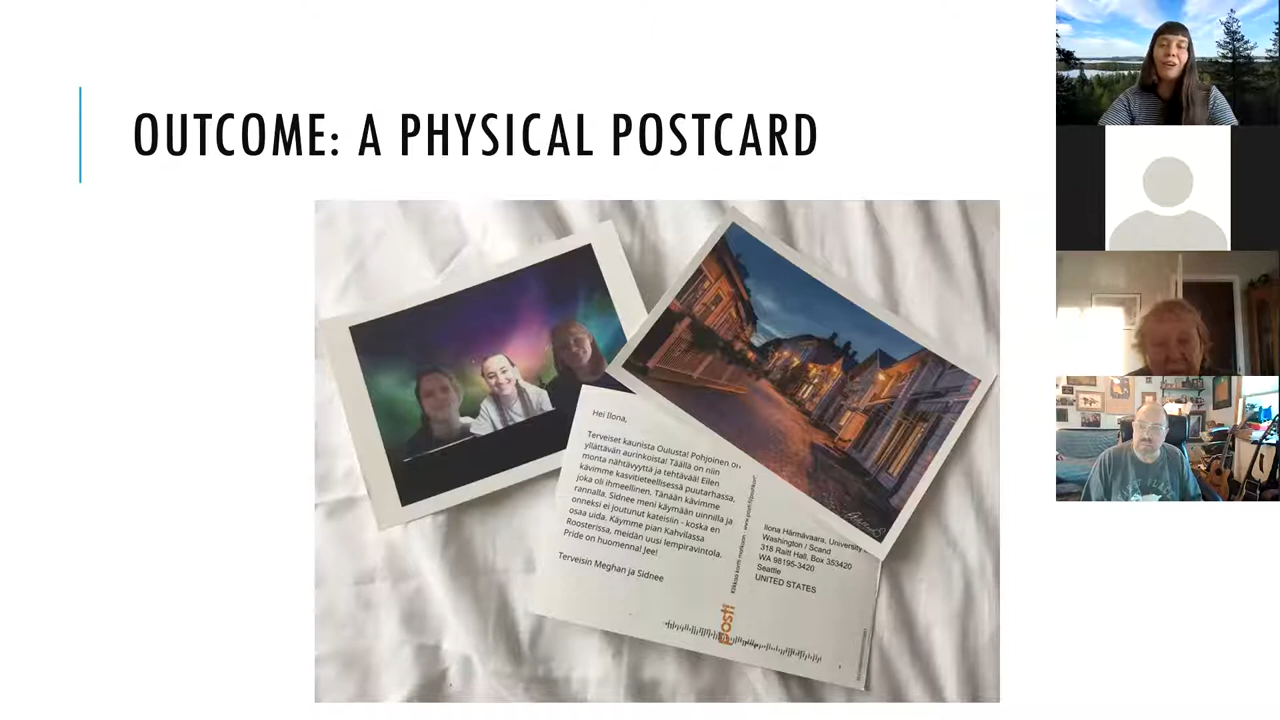 OUTCOME: A PHYSICAL POSTCARD
Hei Ilona,
Terveiset kaunista Oulusta! Pohjoinen on
yllättävän aurinkoista! Täällä on niin
monta nähtävyyttä ja tehtävää! Eilen
kävimme kasvitieteellisessä puutarhassa,
joka oli ihmeellinen. Tänään kävimme
rannalla. Sidnee meni käymään uinnilla ja
onneksi ei joutunut kateisiin - koska en
osaa uida. Käymme pian Kahvilassa
Roosterissa, meidän uusi lempiravintola.
Pride on huomenna! Jee!
Terveisin Meghan ja Sidnee
posti
Ilona Härmävaara, University
Washington / Scand
318 Raitt Hall, Box 353420
WA 98195-3420
Seattle
UNITED STATES